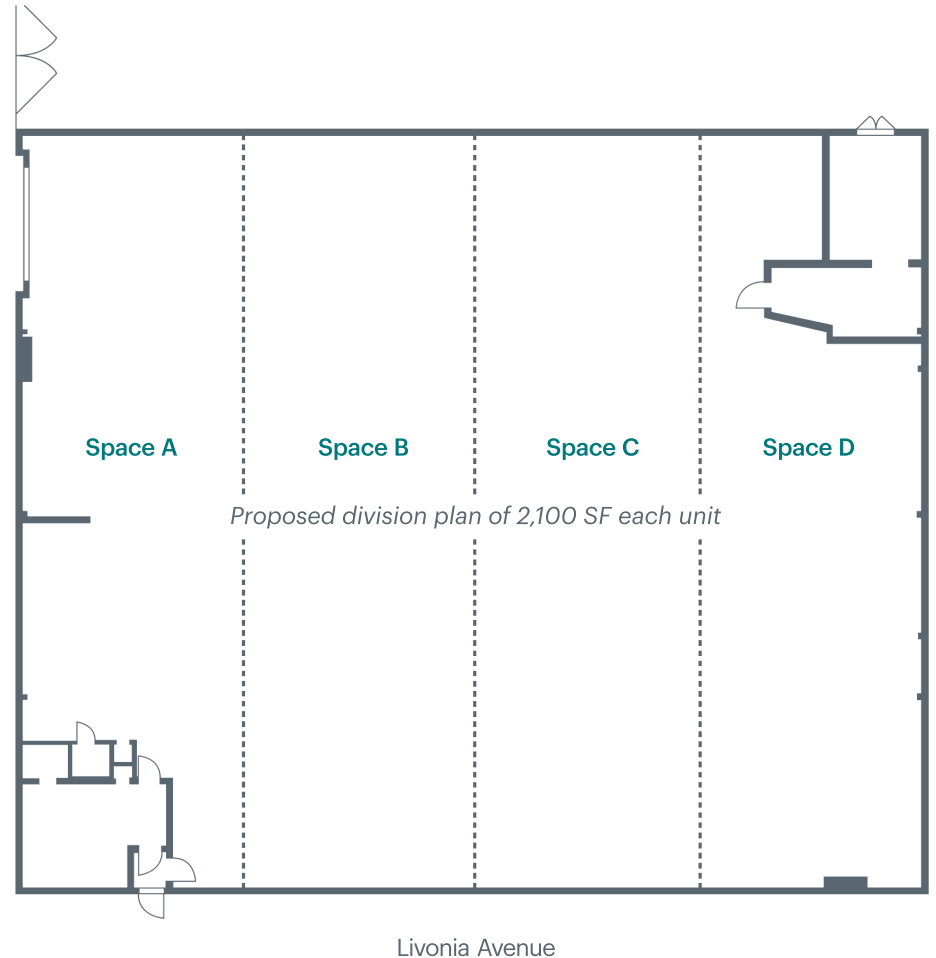 Space A
Space B
Space C
Space D
Proposed division plan of 2,100 SF each unit
Livonia Avenue